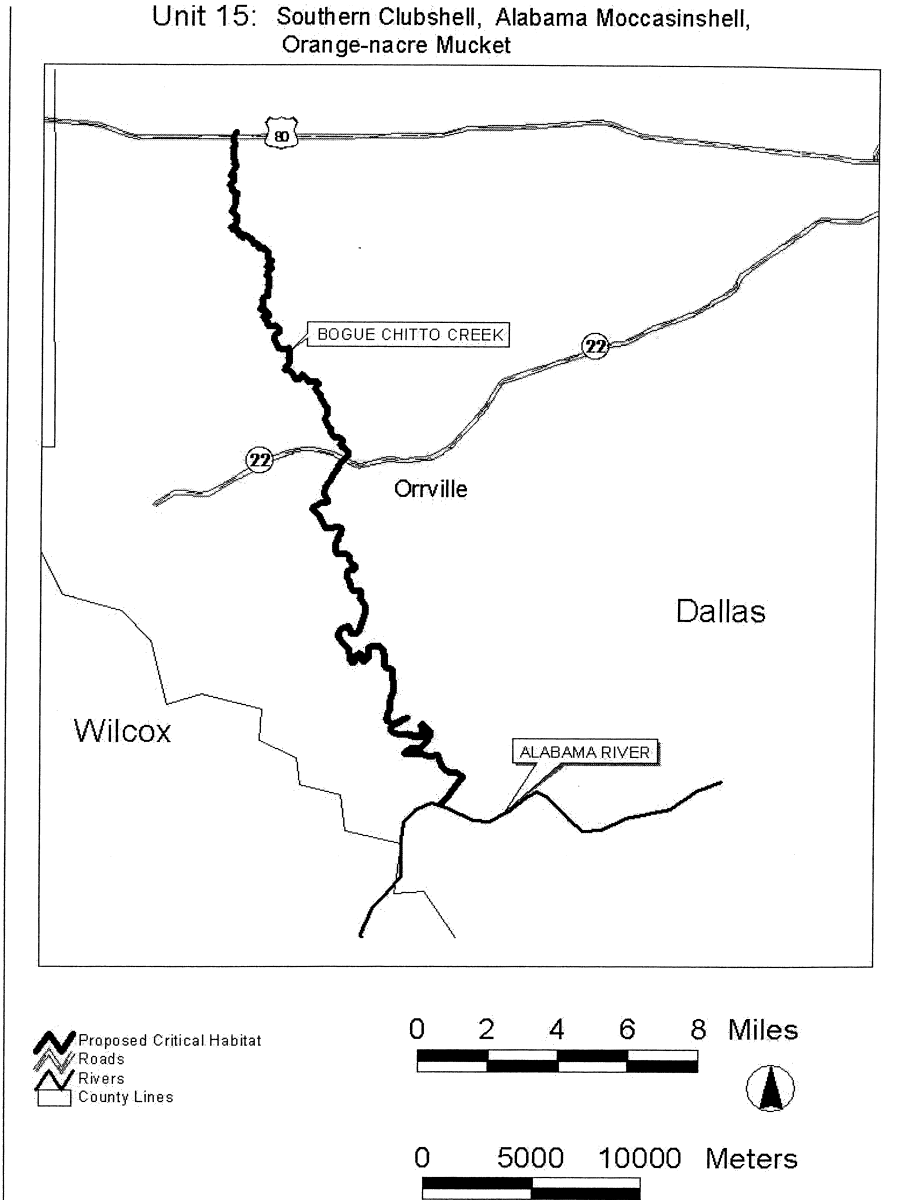 Unit 15: Southern Clubshell, Alabama Moccasinshell,
Orange-nacre Mucket
80
BOGUE CHITTO CREEK
22
22
Orrville
Dallas
Wilcox
ALABAMA RIVER
Proposed Critical Habitat
Roads
Rivers
County Lines
0 2 4 6 8 Miles
0 5000 10000 Meters